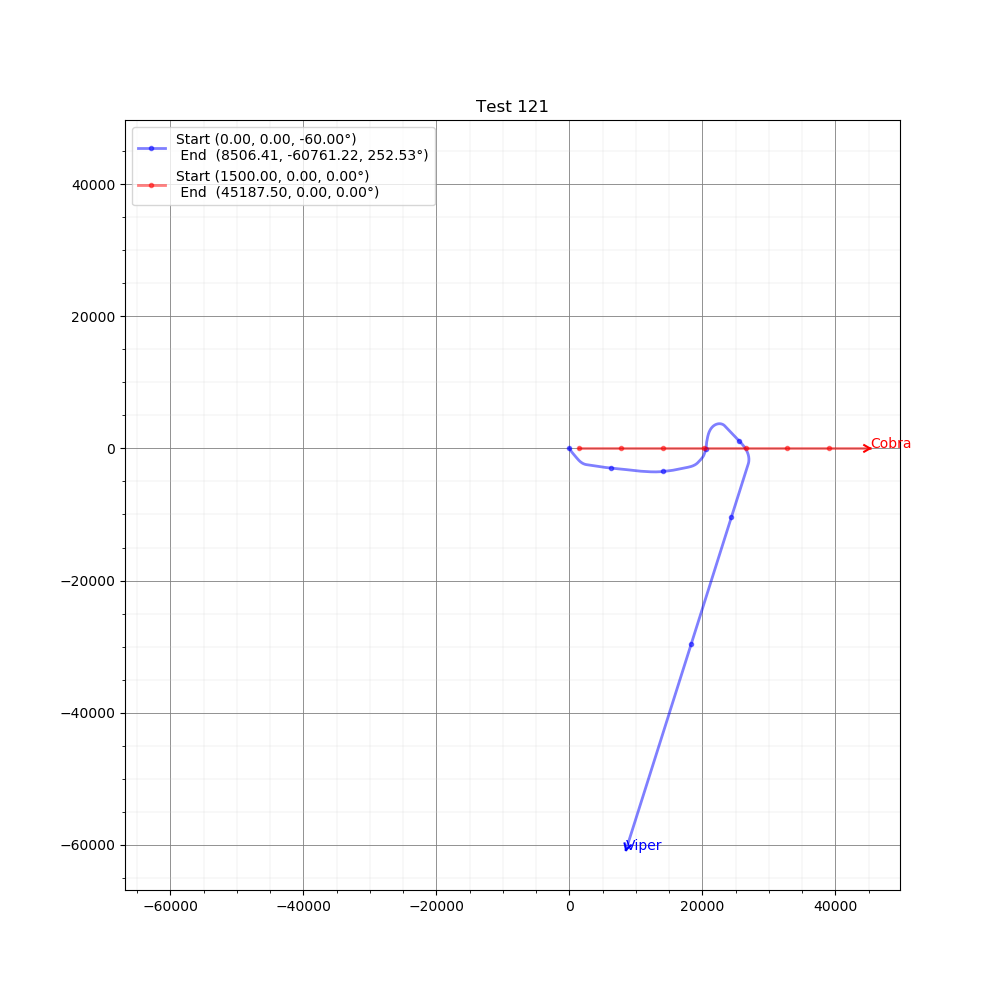 Test 121
Start (0.00, 0.00, -60.00°)
End  (8506.41, -60761.22, 252.53°)
Start (1500.00, 0.00, 0.00°)
End  (45187.50, 0.00, 0.00°)
40000
20000
0
−20000
−40000
−60000
Cobra
Viper
−60000
−40000
−20000
0
20000
40000